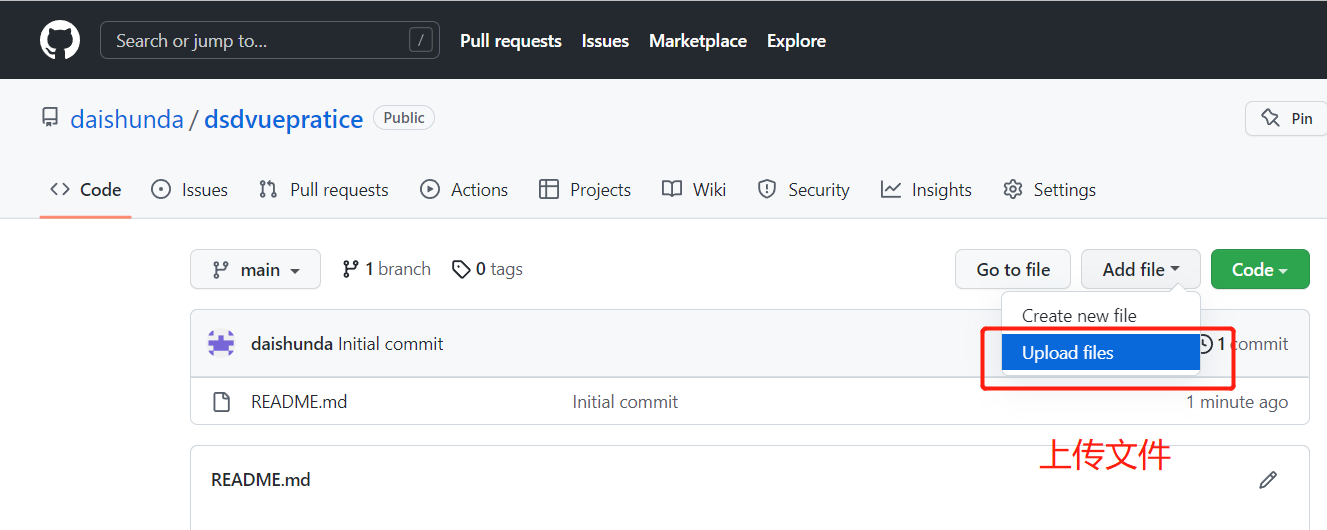 Search or jump to... / Pull requests Issues Marketplace Explore
daishunda / dsdvuepratice Public Pin
Code Issues Pull requests Actions Projects Wiki Security Insights Settings
main 1 branch 0 tags Go to file Add file Code
Create new file
daishunda Initial commit 1 commit
Upload files
README.md Initial commit 1 minute ago
上传文件
README.md